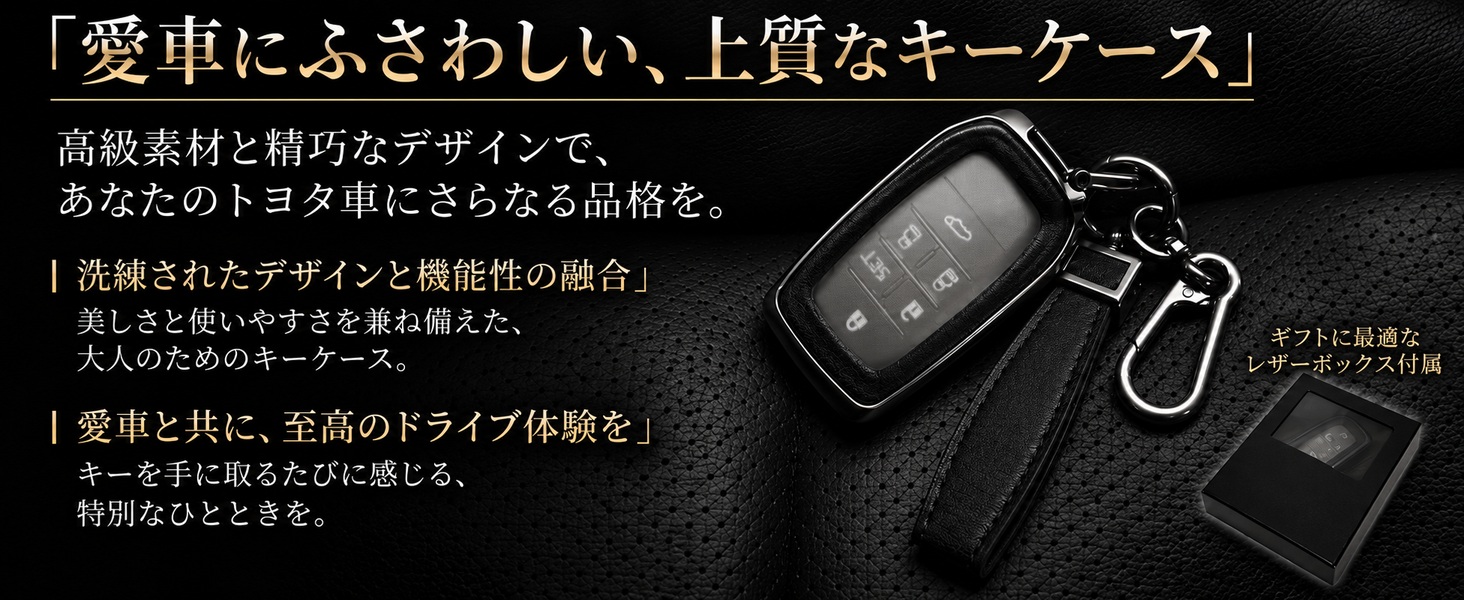 「愛車にふさわしい、上質なキーケース」
高級素材と精巧なデザインで、
あなたのトヨタ車にさらなる品格を。
| 洗練されたデザインと機能性の融合」
美しさと使いやすさを兼ね備えた、
大人のためのキーケース。
| 愛車と共に、至高のドライブ体験を」
キーを手に取るたびに感じる、
特別なひとときを。
SET
ギフトに最適な
レザーボックス付属